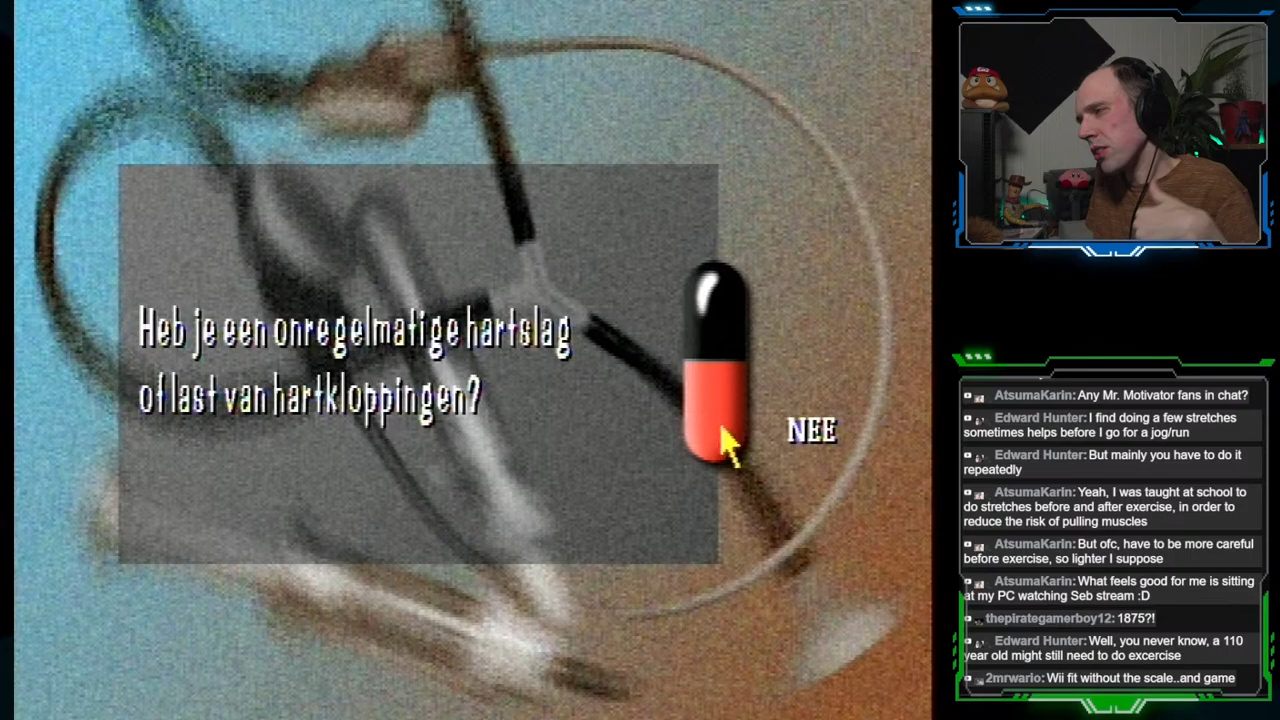 Heb je een onregelmatige hartslag
of last van hartkloppingen?
NEE
AtsumaKarin: Any Mr. Motivator fans in chat?
Edward Hunter: I find doing a few stretches
sometimes helps before I go for a jog/run
Edward Hunter: But mainly you have to do it
repeatedly
AtsumaKarin: Yeah, I was taught at school to
do stretches before and after exercise, in order to
reduce the risk of pulling muscles
AtsumaKarin: But ofc, have to be more careful
before exercise, so lighter I suppose
AtsumaKarin: What feels good for me is sitting
at my PC watching Seb stream :D
thepirategamerboy12: 1875?!
Edward Hunter: Well, you never know, a 110
year old might still need to do excercise
2mrwario: Wii fit without the scale..and game